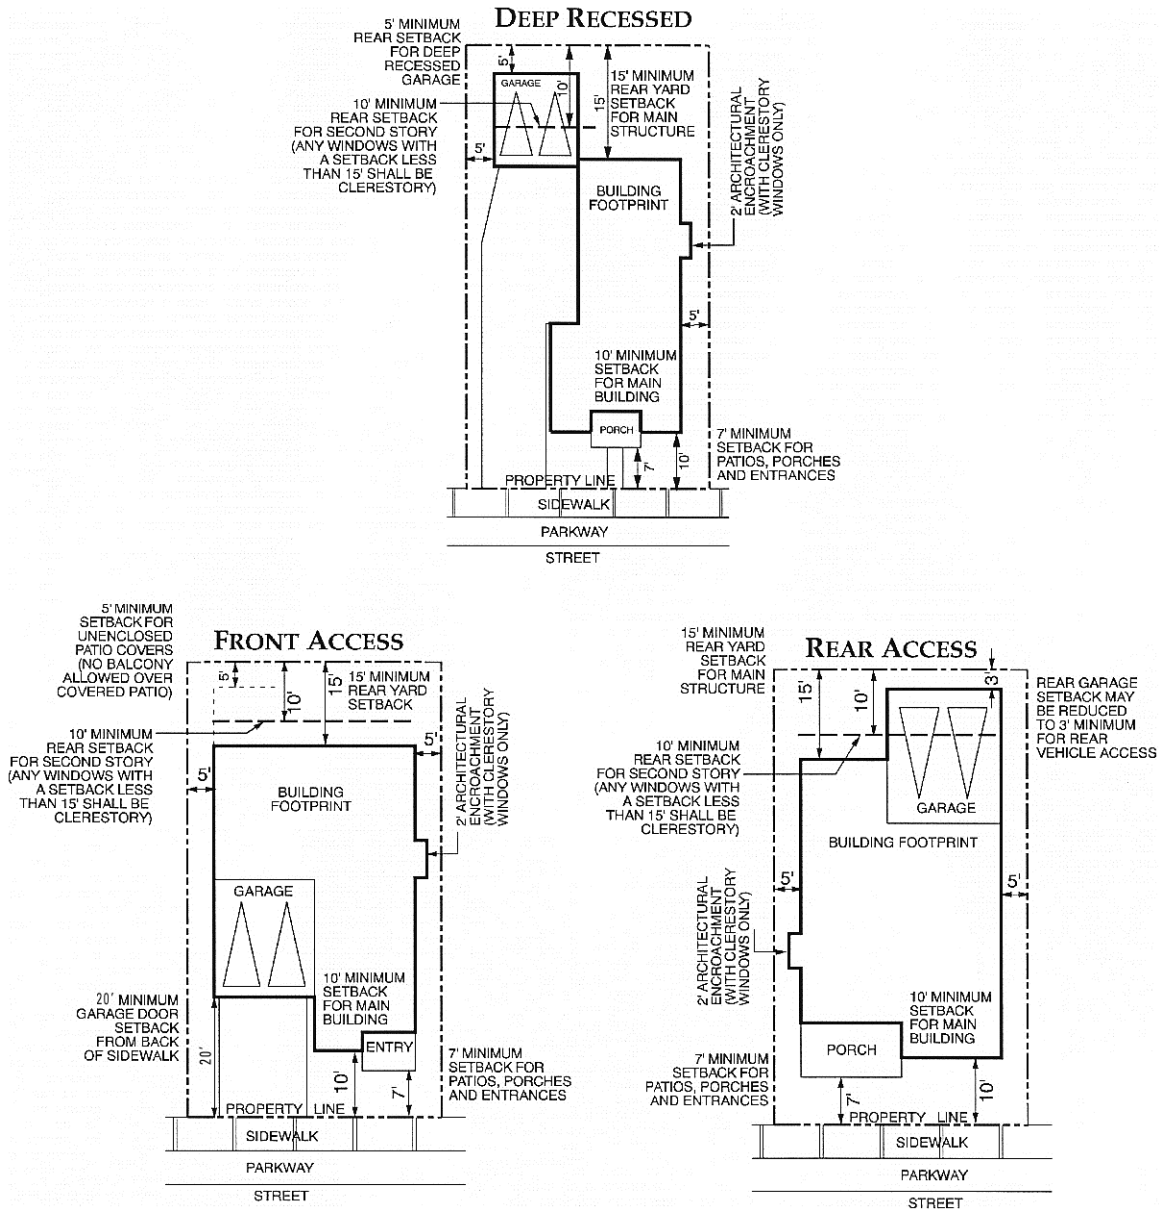 DEEP RECESSED
5' MINIMUM
REAR SETBACK
FOR DEEP
RECESSED
GARAGE
10' MINIMUM
REAR SETBACK
FOR SECOND STORY
(ANY WINDOWS WITH
A SETBACK LESS
THAN 15' SHALL BE
CLERESTORY)
5'
GARAGE
10'
15'
15' MINIMUM
REAR YARD
SETBACK
FOR MAIN
STRUCTURE
2' ARCHITECTURAL
ENCROACHMENT
(WITH CLERESTORY
WINDOWS ONLY)
5'
BUILDING
FOOTPRINT
5'
10' MINIMUM
SETBACK
FOR MAIN
BUILDING
PORCH
7'
10'
7' MINIMUM
SETBACK FOR
PATIOS, PORCHES
AND ENTRANCES
PROPERTY LINE
SIDEWALK
PARKWAY
STREET
FRONT ACCESS
5' MINIMUM
SETBACK FOR
UNENCLOSED
PATIO COVERS
(NO BALCONY
ALLOWED OVER
COVERED PATIO)
10' MINIMUM
REAR SETBACK
FOR SECOND STORY
(ANY WINDOWS WITH
A SETBACK LESS
THAN 15' SHALL BE
CLERESTORY)
5'
10'
15'
15' MINIMUM
REAR YARD
SETBACK
5'
5'
2' ARCHITECTURAL
ENCROACHMENT
(WITH CLERESTORY
WINDOWS ONLY)
BUILDING
FOOTPRINT
GARAGE
10' MINIMUM
SETBACK
FOR MAIN
BUILDING
20' MINIMUM
GARAGE DOOR
SETBACK
FROM BACK
OF SIDEWALK
20'
ENTRY
10'
7'
7' MINIMUM
SETBACK FOR
PATIOS, PORCHES
AND ENTRANCES
PROPERTY LINE
SIDEWALK
PARKWAY
STREET
REAR ACCESS
15' MINIMUM
REAR YARD
SETBACK
FOR MAIN
STRUCTURE
15'
10'
3'
REAR GARAGE
SETBACK MAY
BE REDUCED
TO 3' MINIMUM
FOR REAR
VEHICLE ACCESS
10' MINIMUM
REAR SETBACK
FOR SECOND STORY
(ANY WINDOWS WITH
A SETBACK LESS
THAN 15' SHALL BE
CLERESTORY)
GARAGE
BUILDING FOOTPRINT
5'
5'
2' ARCHITECTURAL
ENCROACHMENT
(WITH CLERESTORY
WINDOWS ONLY)
10' MINIMUM
SETBACK
FOR MAIN
BUILDING
PORCH
7' MINIMUM
SETBACK FOR
PATIOS, PORCHES
AND ENTRANCES
7'
10'
PROPERTY LINE
SIDEWALK
PARKWAY
STREET